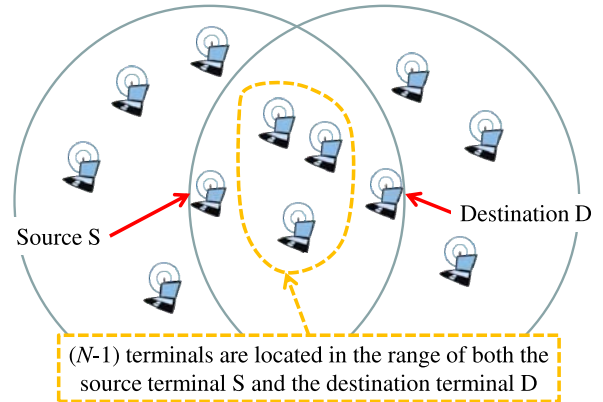 Source S
Destination D
(N-1) terminals are located in the range of both the
source terminal S and the destination terminal D